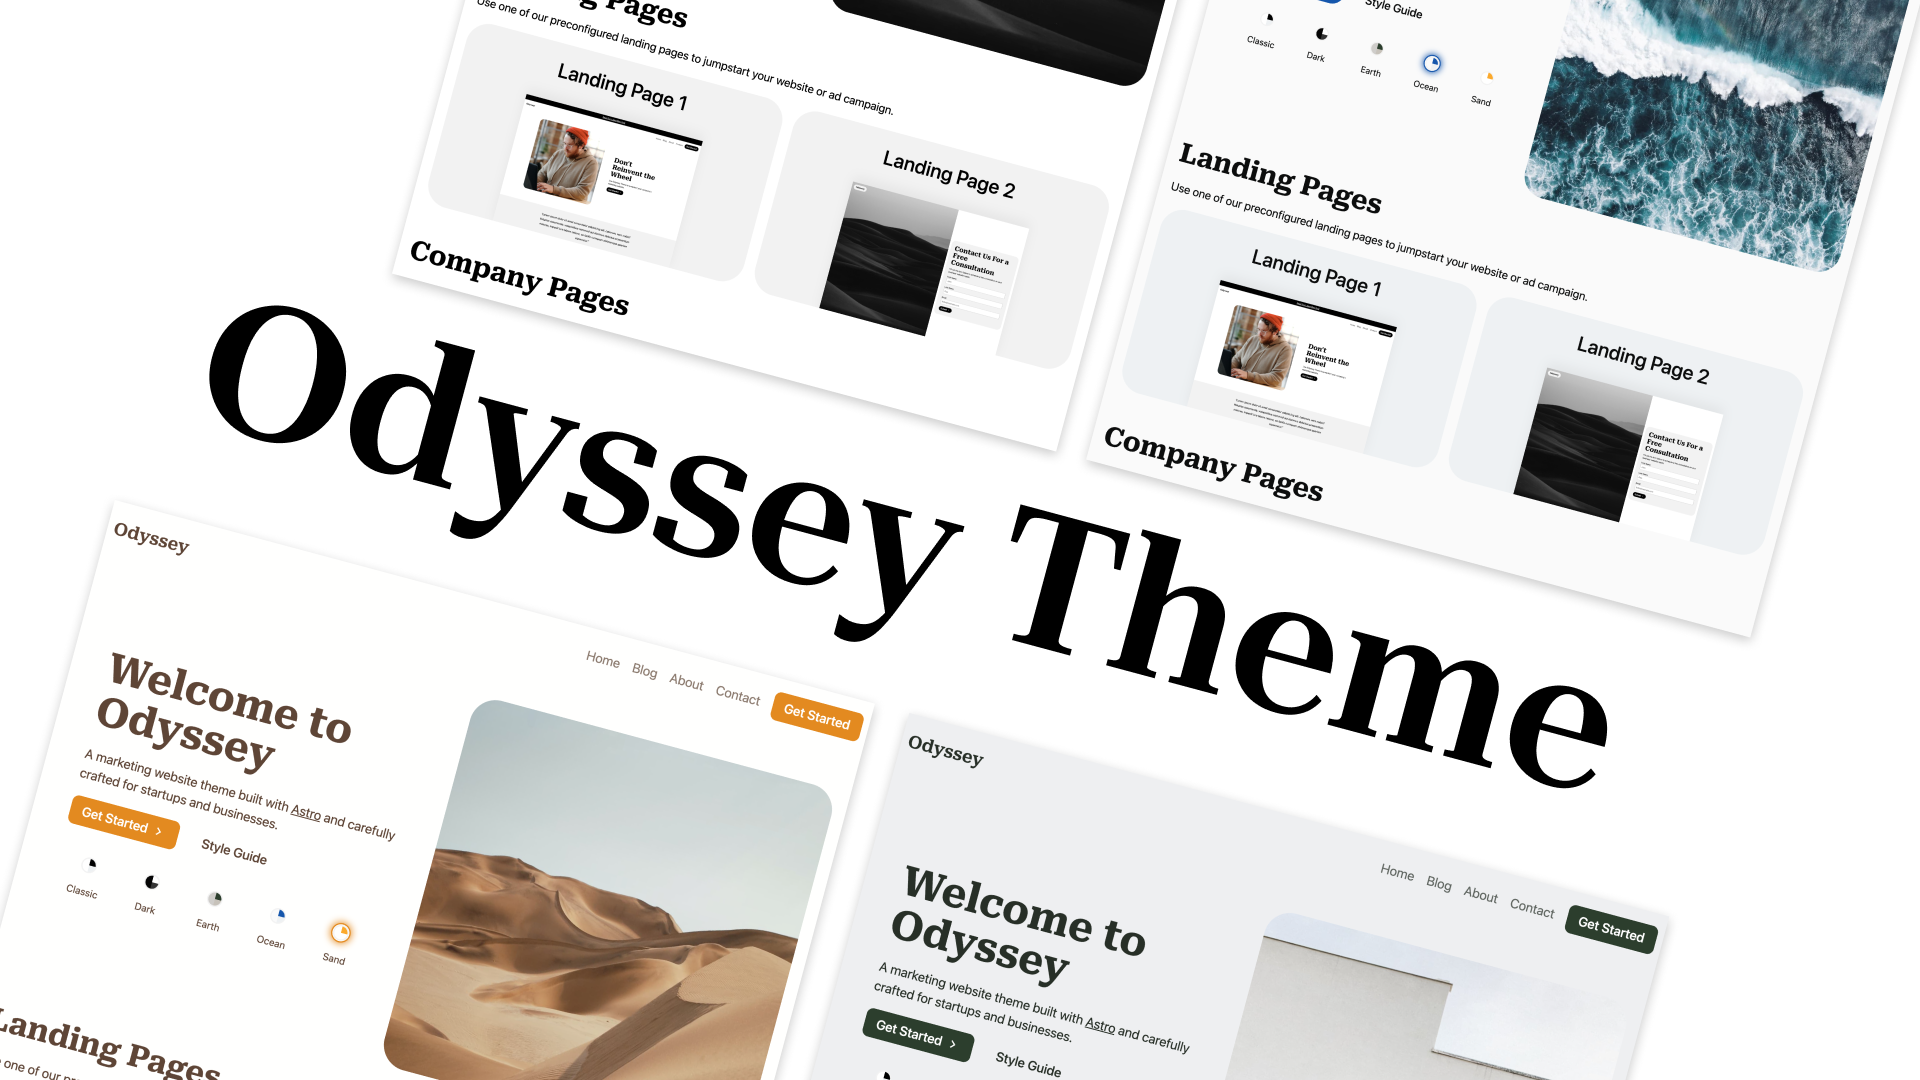 Landing Pages
Use one of our preconfigured landing pages to jumpstart your website or ad campaign.
Landing Page 1
Don't
Reinvent the
Wheel
Landing Page 2
Contact Us For a
Free
Consultation
Company Pages
Style Guide
Classic
Dark
Earth
Ocean
Sand
Landing Pages
Use one of our preconfigured landing pages to jumpstart your website or ad campaign.
Landing Page 1
Don't
Reinvent the
Wheel
Landing Page 2
Contact Us For a
Free
Consultation
Company Pages
Odyssey Theme
Odyssey
Home Blog About Contact Get Started
Welcome to
Odyssey
A marketing website theme built with Astro and carefully
crafted for startups and businesses.
Get Started
Style Guide
Classic
Dark
Earth
Ocean
Sand
Landing Pages
one of our
Odyssey
Home Blog About Contact Get Started
Welcome to
Odyssey
A marketing website theme built with Astro and carefully
crafted for startups and businesses.
Get Started
Style Guide